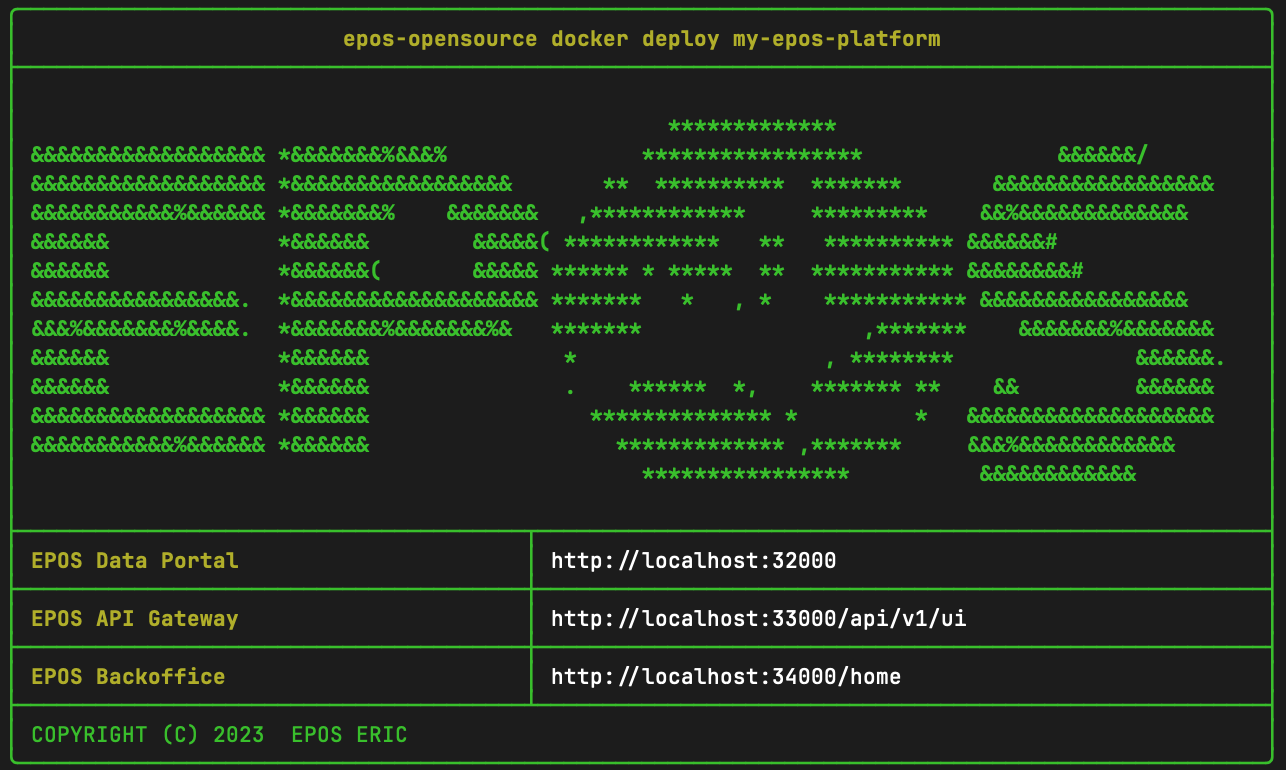 epos-opensource docker deploy my-epos-platform
EPOS
EPOS Data Portal http://localhost:32000
EPOS API Gateway http://localhost:33000/api/v1/ui
EPOS Backoffice http://localhost:34000/home
COPYRIGHT (C) 2023 EPOS ERIC